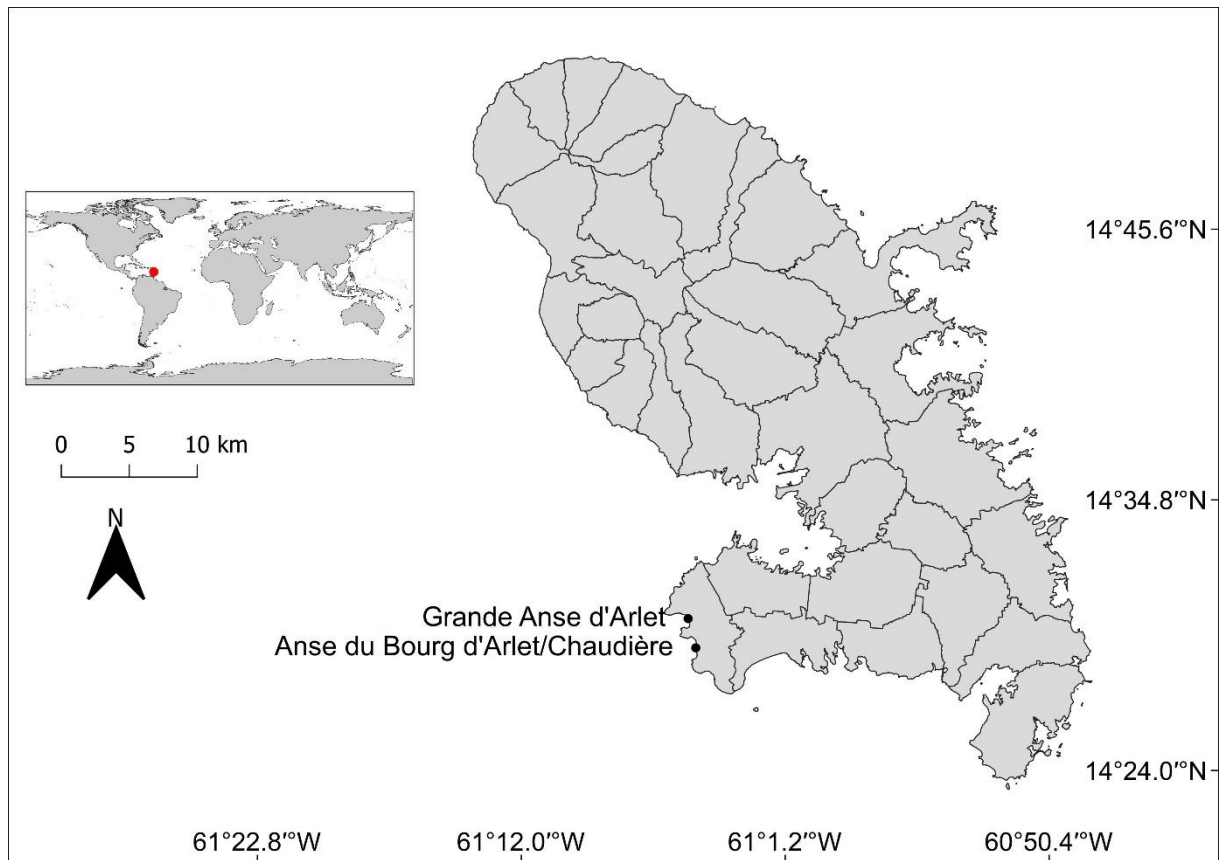 14°45.6'N
0 5 10 km
N
14°34.8'N
Grande Anse d'Arlet
Anse du Bourg d'Arlet/Chaudière
14°24.0'N
61°22.8'W 61°12.0'W 61°1.2'W 60°50.4'W